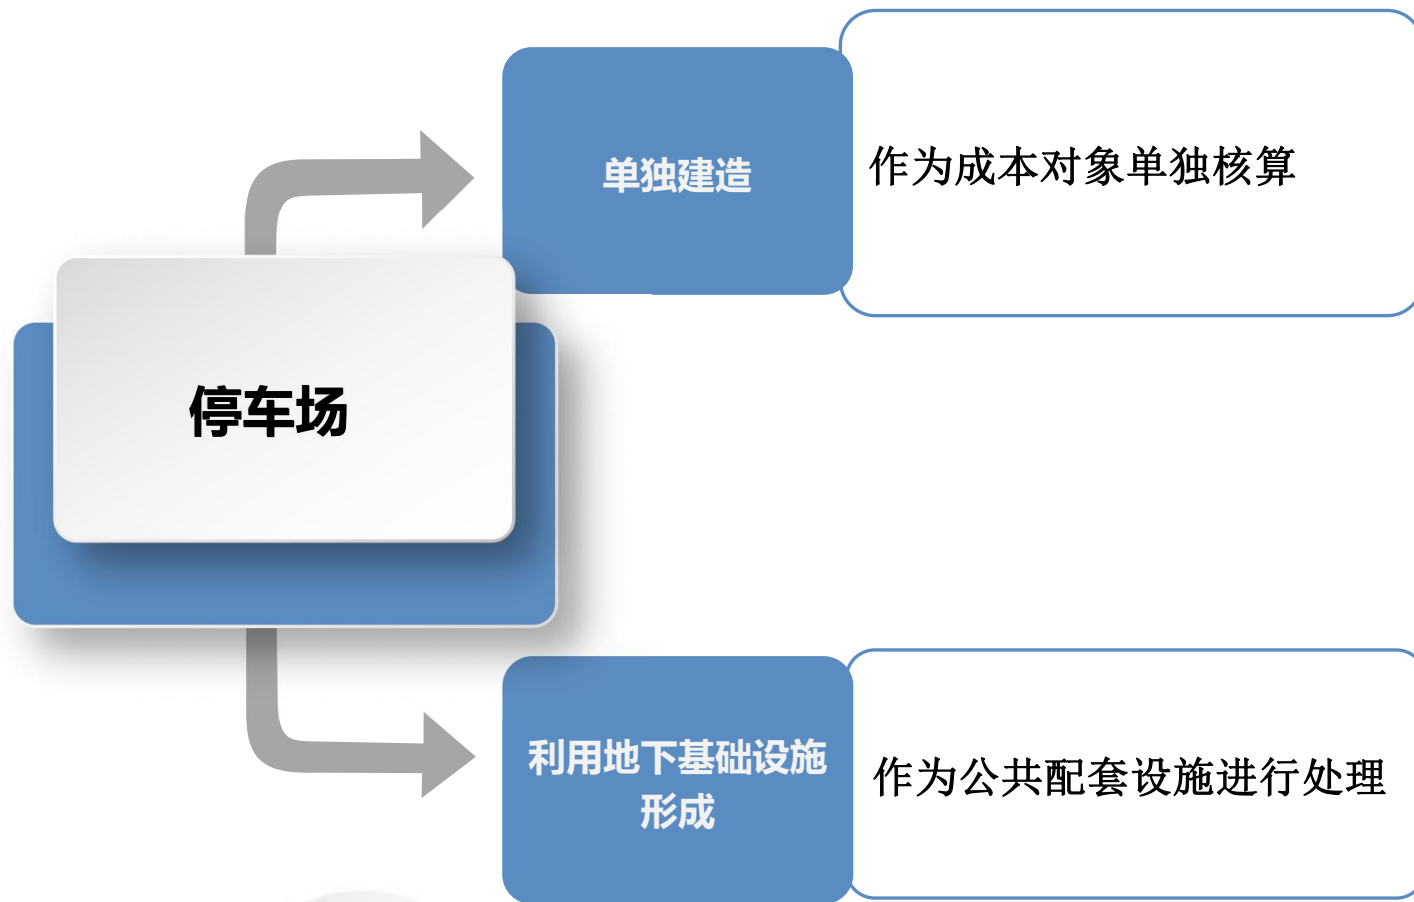 单独建造
作为成本对象单独核算
停车场
利用地下基础设施
形成
作为公共配套设施进行处理